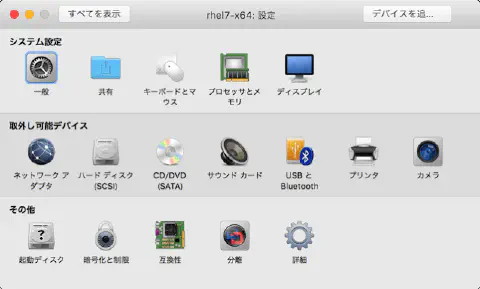 すべてを表示
rhel7-x64: 設定
デバイスを追...
システム設定
一般
共有
キーボードとマ
ウス
プロセッサとメ
モリ
ディスプレイ
取外し可能デバイス
ネットワーク ア
ダプタ
ハード ディスク
(SCSI)
CD/DVD
(SATA)
サウンド カード
USB と
Bluetooth
プリンタ
カメラ
その他
起動ディスク
暗号化と制限
互換性
分離
詳細